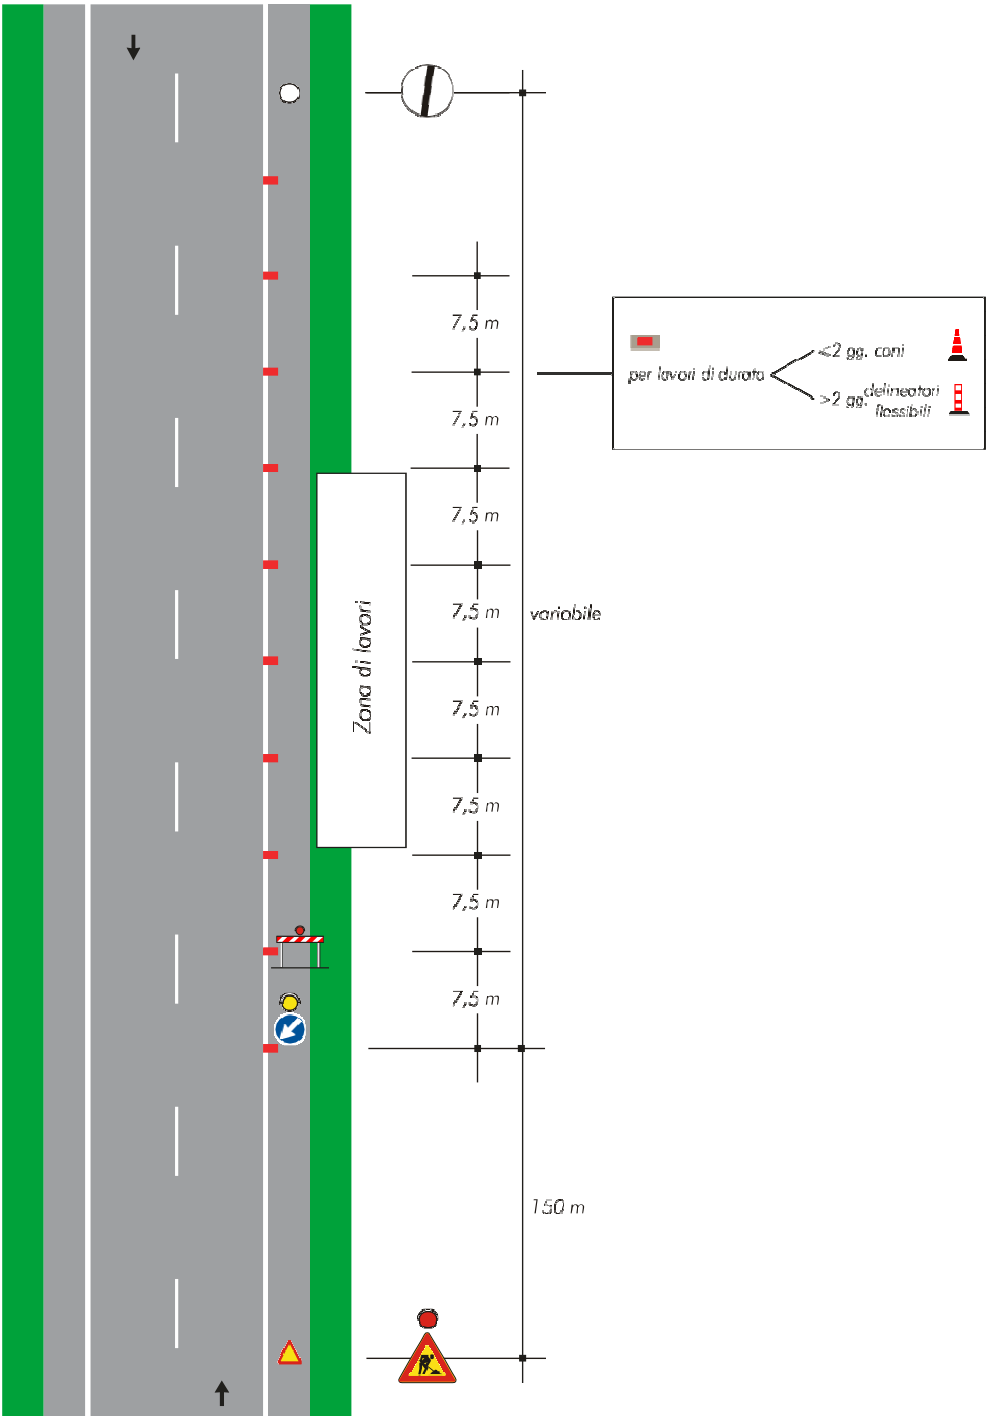 7,5 m
per lavori di durata
<2 gg. coni
>2 gg. delineatori
flessibili
7,5 m
7,5 m
7,5 m
variabile
Zona di lavori
7,5 m
7,5 m
7,5 m
7,5 m
150 m